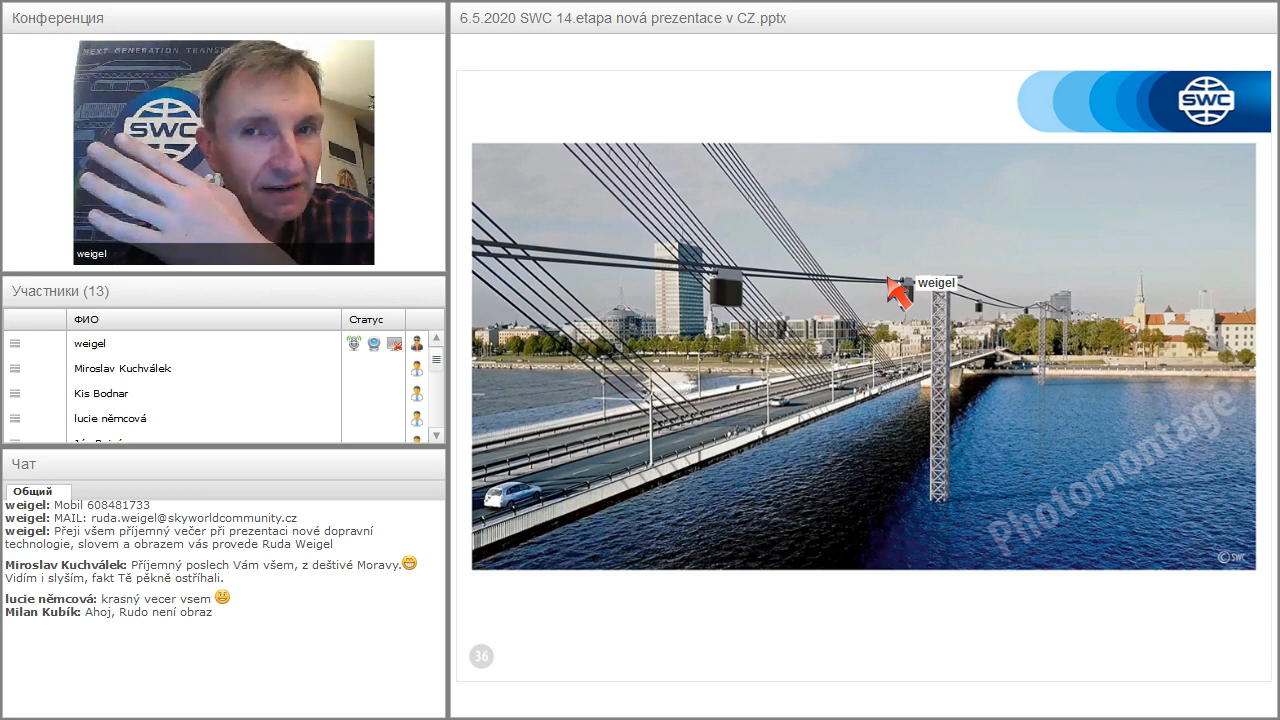 Конференция
NEXT GENERATION TRANS
SWC
weigel
Участники (13)
ФИО
Статус
weigel
Miroslav Kuchválek
Kis Bodnar
lucie němcová
Чат
Общий
weigel: Mobil 608481733
weigel: MAIL: ruda.weigel@skyworldcommunity.cz
weigel: Přeji všem příjemný večer při prezentaci nové dopravní
technologie, slovem a obrazem vás provede Ruda Weigel
Miroslav Kuchválek: Příjemný poslech Vám všem, z deštivé Moravy.
Vidím i slyším, fakt Tě pěkně ostříhali.
lucie němcová: krasný vecer vsem
Milan Kubík: Ahoj, Rudo není obraz
6.5.2020 SWC 14.etapa nová prezentace v CZ.pptx
SWC
weigel
Photomontage
© SWC
36